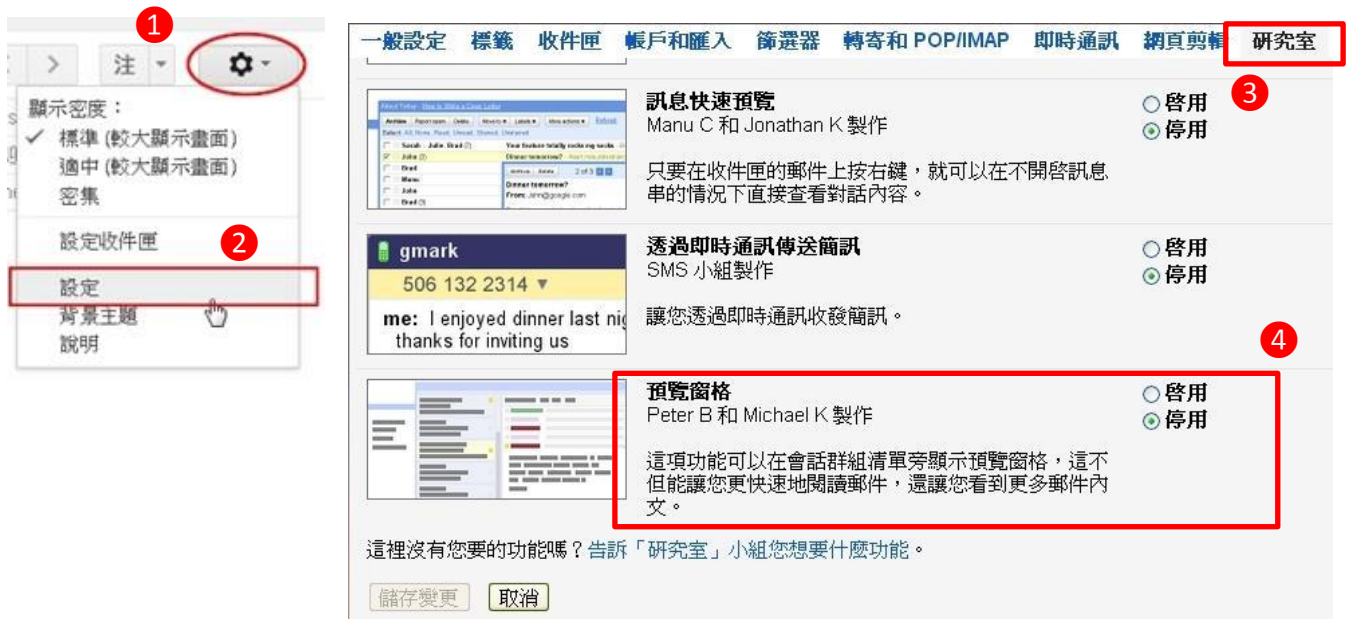 1
注
顯示密度：
標準 (較大顯示畫面)
適中 (較大顯示畫面)
密集
設定收件匣
2
設定
背景主題
說明
一般設定 標籤 收件匣 帳戶和匯入 篩選器 轉寄和 POP/IMAP 即時通訊 網頁剪輯 研究室
3
訊息快速預覽
Manu C 和 Jonathan K 製作
啓用
停用
只要在收件匣的郵件上按右鍵，就可以在不開啓訊息
串的情況下直接查看對話內容。
gmark
506 132 2314 ▼
me: I enjoyed dinner last nig
thanks for inviting us
透過即時通訊傳送簡訊
SMS 小組製作
啓用
停用
讓您透過即時通訊收發簡訊。
4
預覽窗格
Peter B 和 Michael K 製作
啓用
停用
這項功能可以在會話群組清單旁顯示預覽窗格，這不
但能讓您更快速地閱讀郵件，還讓您看到更多郵件內
文。
這裡沒有您要的功能嗎？告訴「研究室」小組您想要什麼功能。
儲存變更 取消